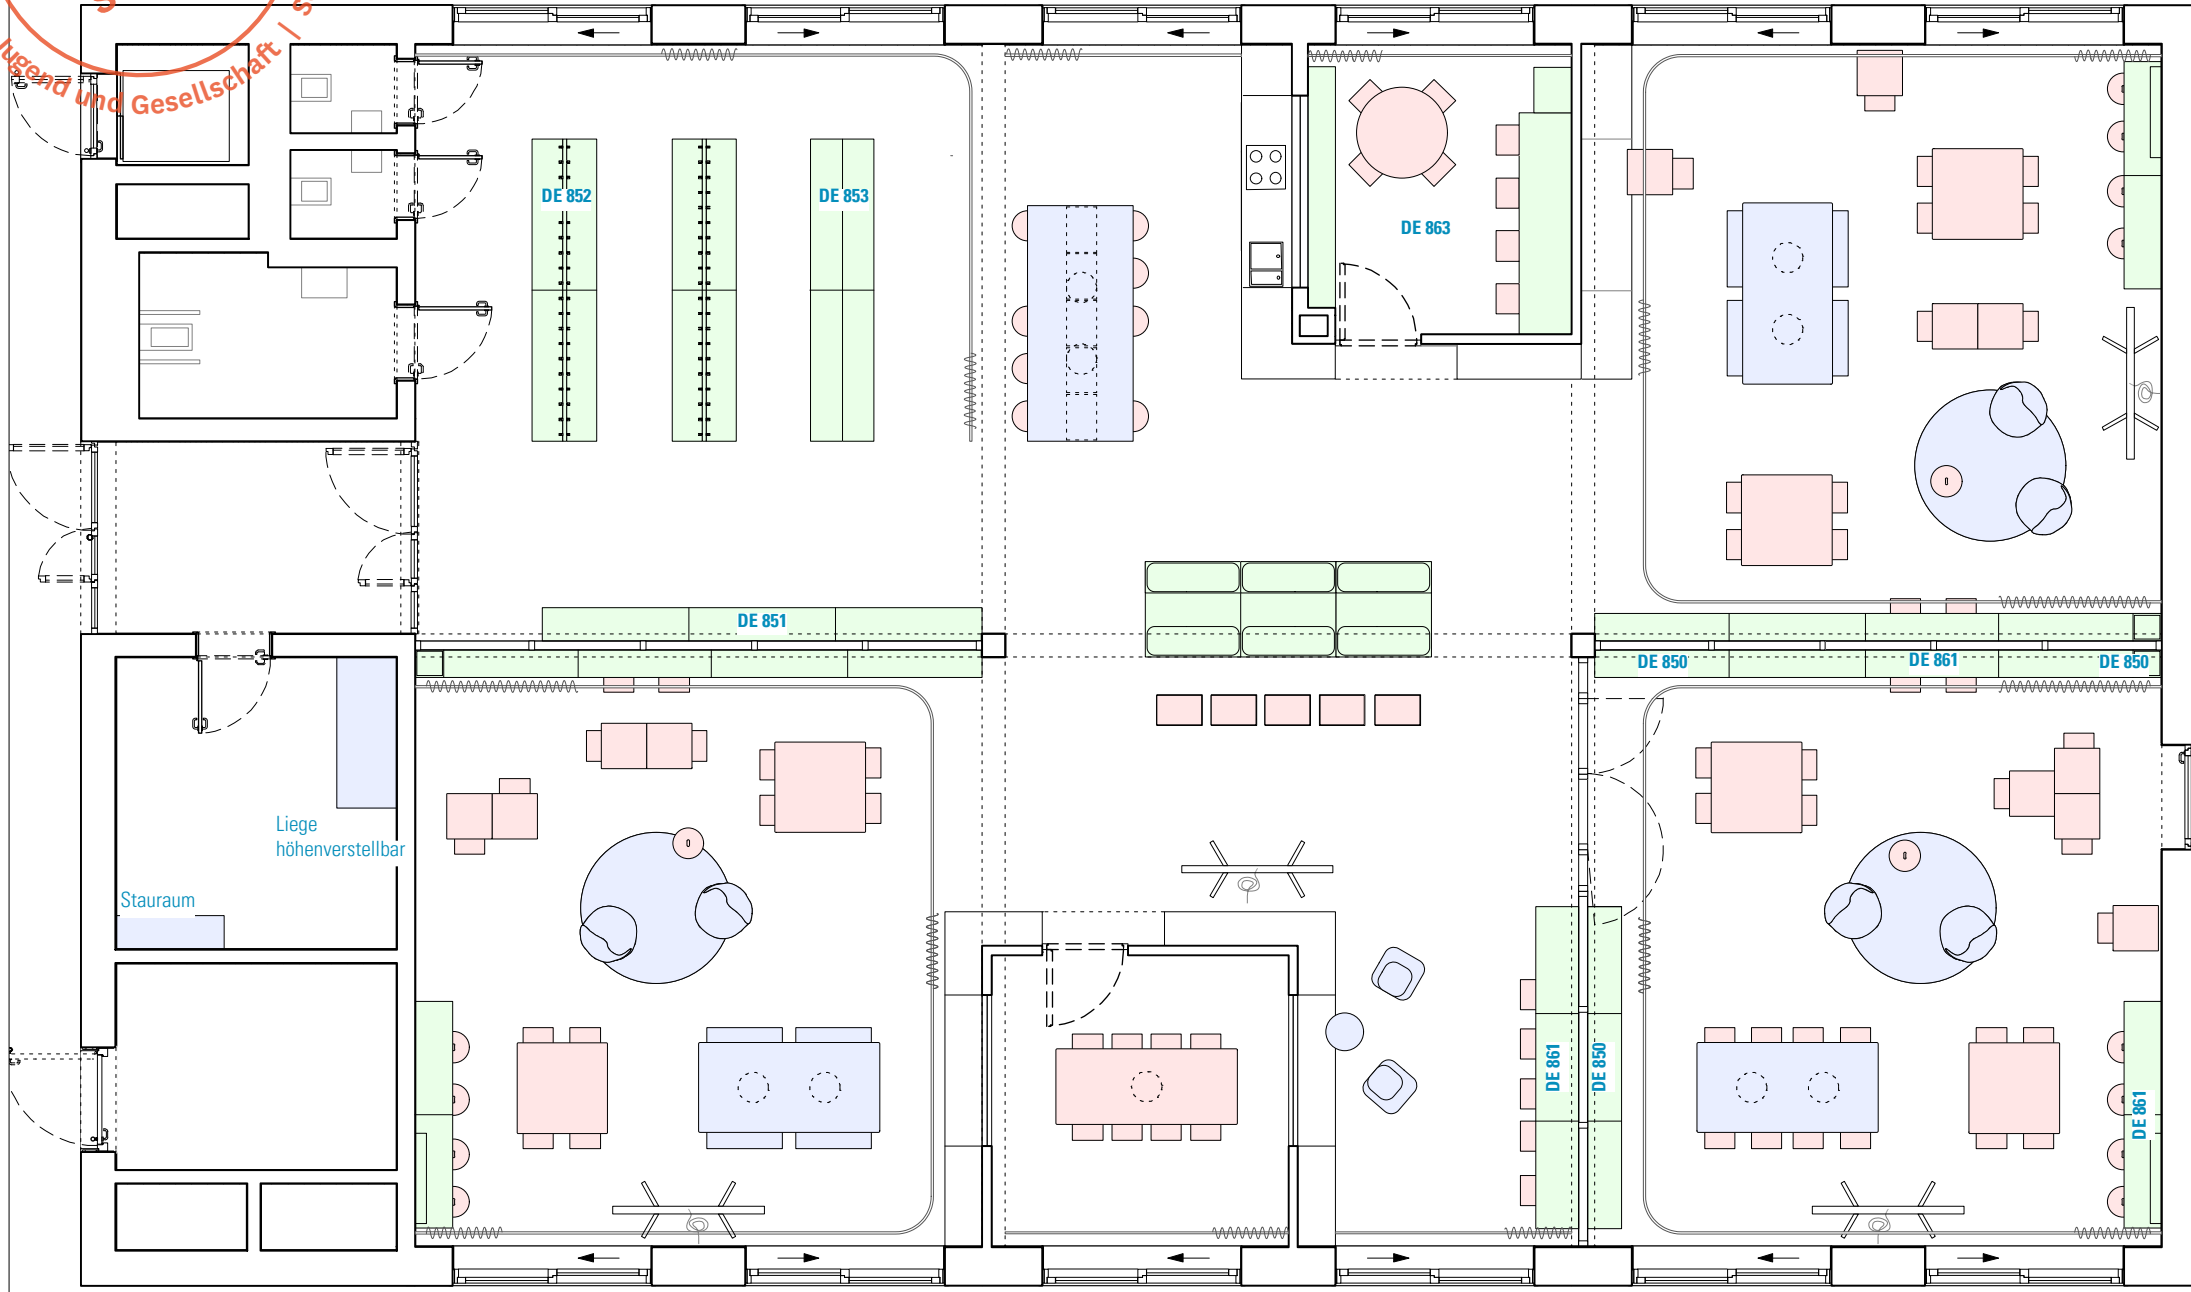 Jugend und Gesellschaft | S
DE 852
DE 853
DE 863
DE 851
DE 850
DE 861
DE 850
Liege
höhenverstellbar
Stauraum
DE 861
DE 850
DE 861